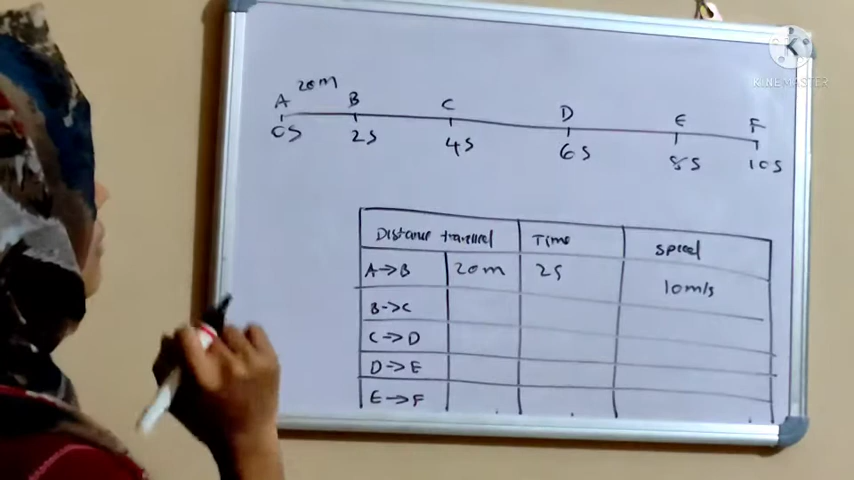 20m
A B C D E F
0S 2S 4S 6S 8S 10S
Distance travelled Time Speed
A→B 20m 2S 10m/s
B→C
C→D
D→E
E→F
KINEMASTER